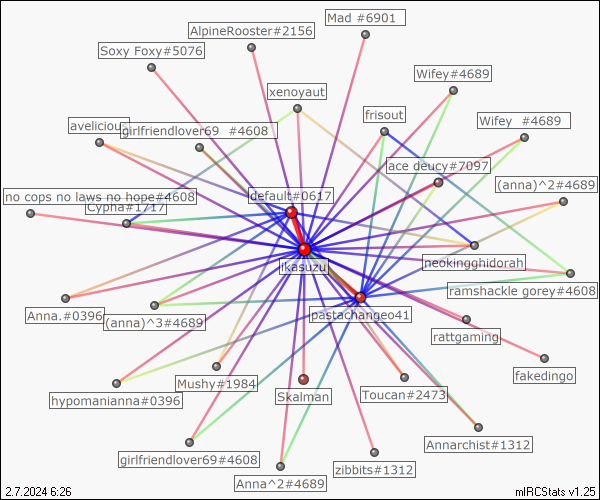 Mad #6901
AlpineRooster#2156
Soxy Foxy#5076
Wifey#4689
xenoyaut
frisout
Wifey #4689
avelicious
girlfriendlover69 #4608
ace deucy#7097
(anna)^2#4689
no cops no laws no hope#4608
default#0617
Cypha#1717
ikasuzu
peokingghidorah
ramshackle gorey#4608
Anna.#0396
(anna)^3#4689
pastachangeo41
rattgaming
fakedingo
Mushy#1984
Skalman
Toucan#2473
hypomanianna#0396
Annarchist#1312
girlfriendlover69#4608
zibbits#1312
Anna^2#4689
2.7.2024 6:26
mIRCStats v1.25